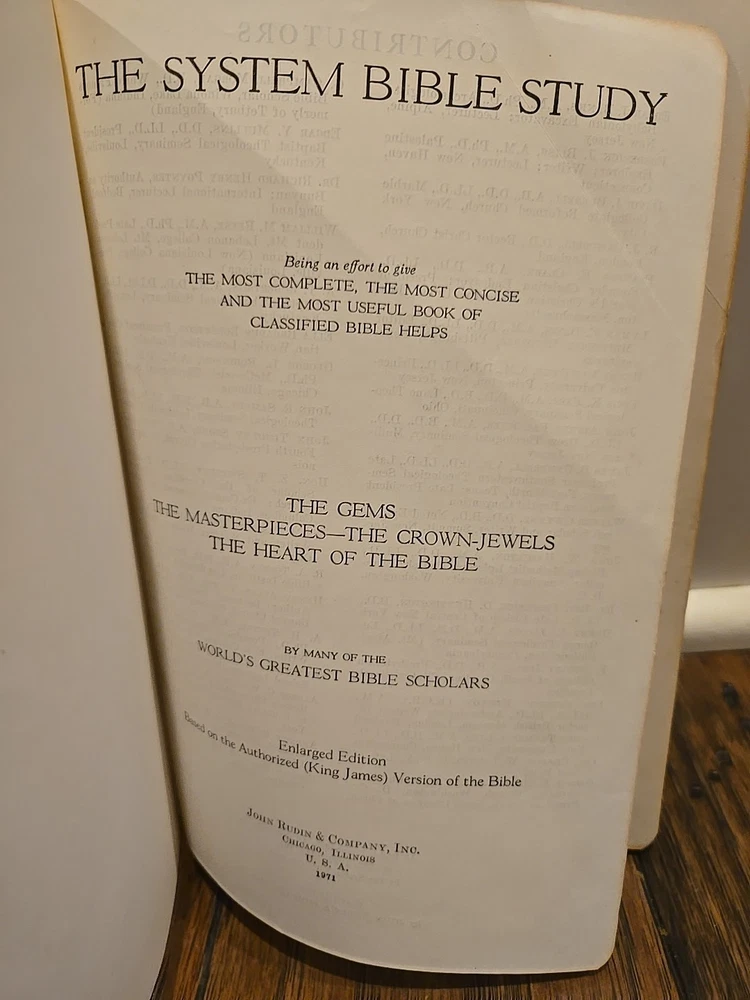 THE SYSTEM BIBLE STUDY
Being an effort to give
THE MOST COMPLETE, THE MOST CONCISE
AND THE MOST USEFUL BOOK OF
CLASSIFIED BIBLE HELPS
THE GEMS
THE MASTERPIECES—THE CROWN-JEWELS
THE HEART OF THE BIBLE
BY MANY OF THE
WORLD'S GREATEST BIBLE SCHOLARS
Enlarged Edition
Based on the Authorized (King James) Version of the Bible
JOHN RUDIN & COMPANY, INC.
CHICAGO, ILLINOIS
U. S. A.
1971